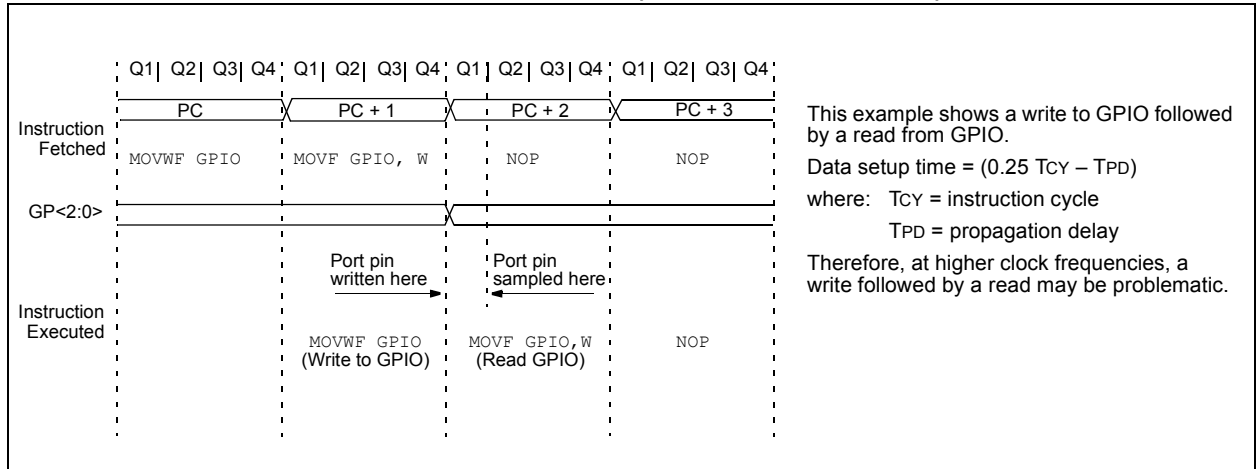 Q1| Q2| Q3| Q4 Q1| Q2| Q3| Q4 Q1| Q2| Q3| Q4 Q1| Q2| Q3| Q4
PC PC + 1 PC + 2 PC + 3
Instruction
Fetched
MOVWF GPIO MOVF GPIO, W NOP NOP
GP<2:0>
Port pin
written here
Port pin
sampled here
Instruction
Executed
MOVWF GPIO
(Write to GPIO)
MOVF GPIO,W
(Read GPIO)
NOP
This example shows a write to GPIO followed
by a read from GPIO.
Data setup time = (0.25 TCY – TPD)
where: TCY = instruction cycle
TPD = propagation delay
Therefore, at higher clock frequencies, a
write followed by a read may be problematic.